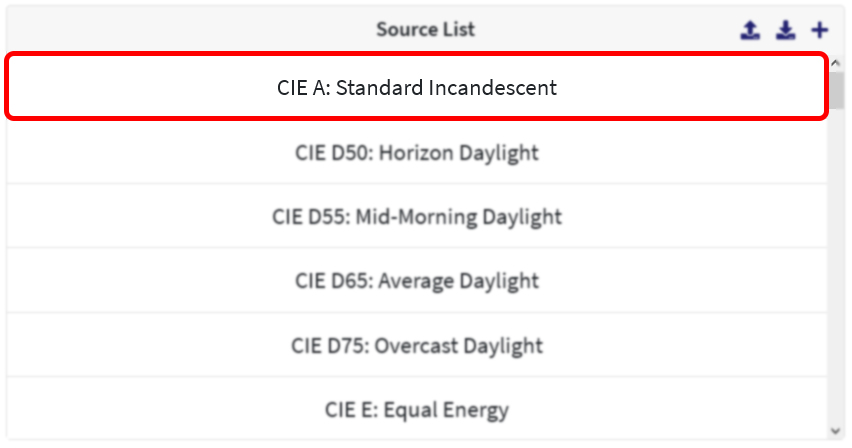 Source List
CIE A: Standard Incandescent
CIE D50: Horizon Daylight
CIE D55: Mid-Morning Daylight
CIE D65: Average Daylight
CIE D75: Overcast Daylight
CIE E: Equal Energy